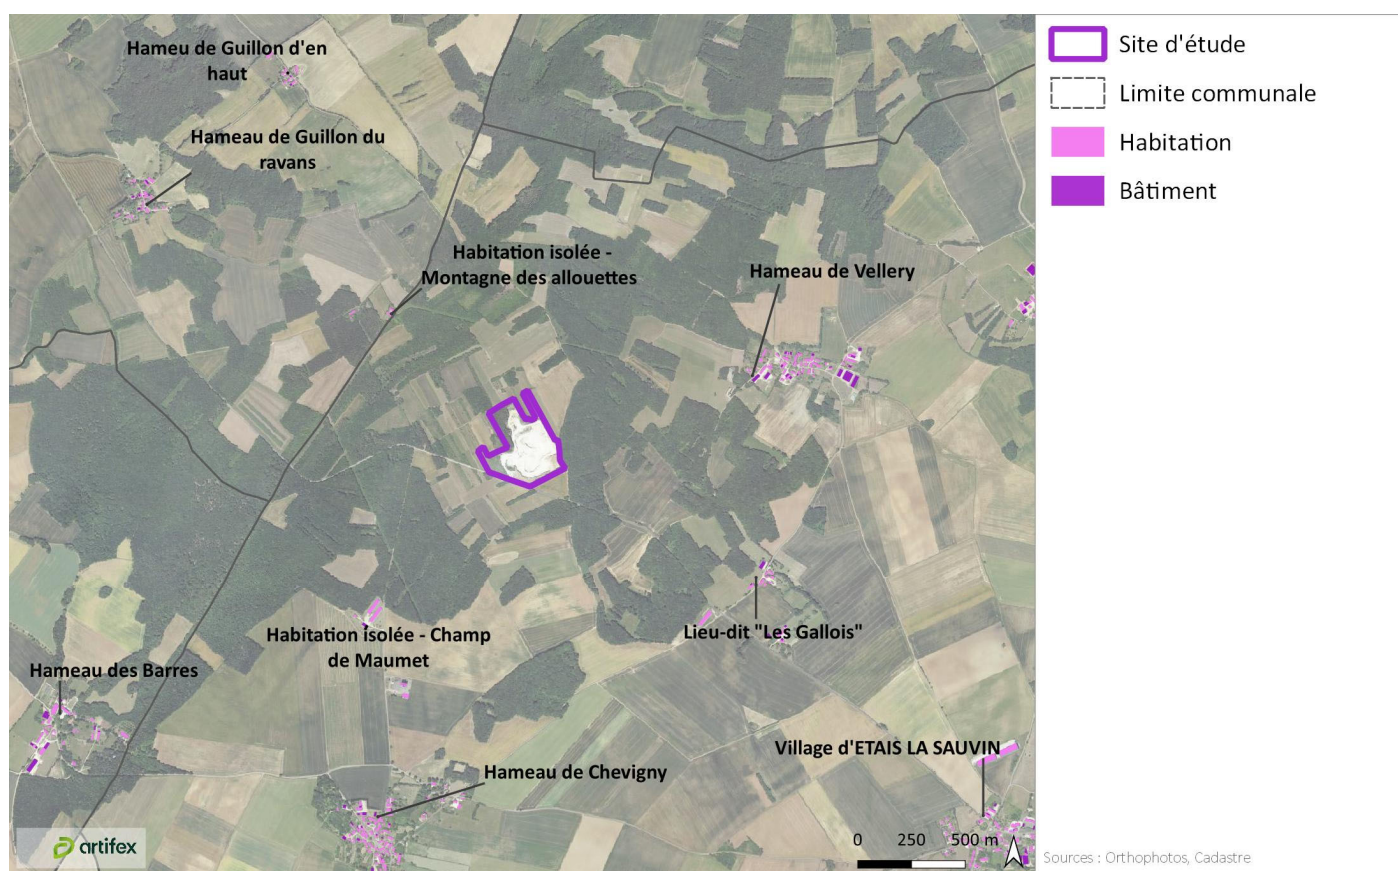 Hameu de Guillon d'en
haut
Hameau de Guillon du
ravans
Habitation isolée -
Montagne des allouettes
Hameau de Vellery
Habitation isolée - Champ
de Maumet
Lieu-dit "Les Gallois"
Hameau des Barres
Village d'ETAIS LA SAUVIN
Hameau de Chevigny
0 250 500 m
artifex
Site d'étude
Limite communale
Habitation
Bâtiment
Sources : Orthophotos, Cadastre